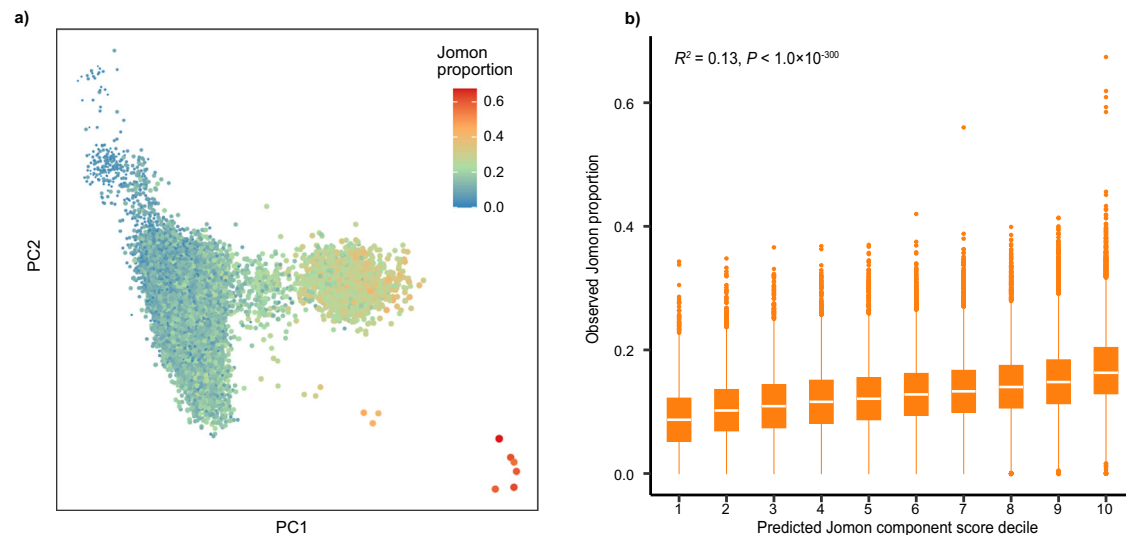 a)
Jomon
proportion
0.6
0.4
0.2
0.0
PC2
PC1
b)
R² = 0.13, P < 1.0×10⁻³⁰⁰
Observed Jomon proportion
0.6
0.4
0.2
0.0
1 2 3 4 5 6 7 8 9 10
Predicted Jomon component score decile